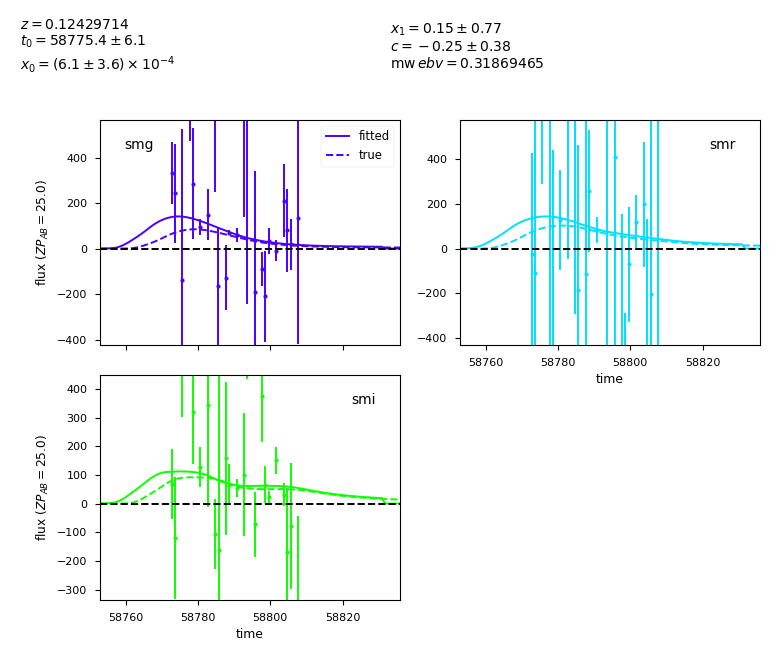 z = 0.12429714
t₀ = 58775.4 ± 6.1
x₀ = (6.1 ± 3.6) × 10⁻⁴
x₁ = 0.15 ± 0.77
c = −0.25 ± 0.38
mw ebv = 0.31869465
smg
fitted
true
400
200
0
−200
−400
flux (ZP_AB = 25.0)
smr
400
200
0
−200
−400
58760 58780 58800 58820
time
smi
400
300
200
100
0
−100
−200
−300
flux (ZP_AB = 25.0)
58760 58780 58800 58820
time